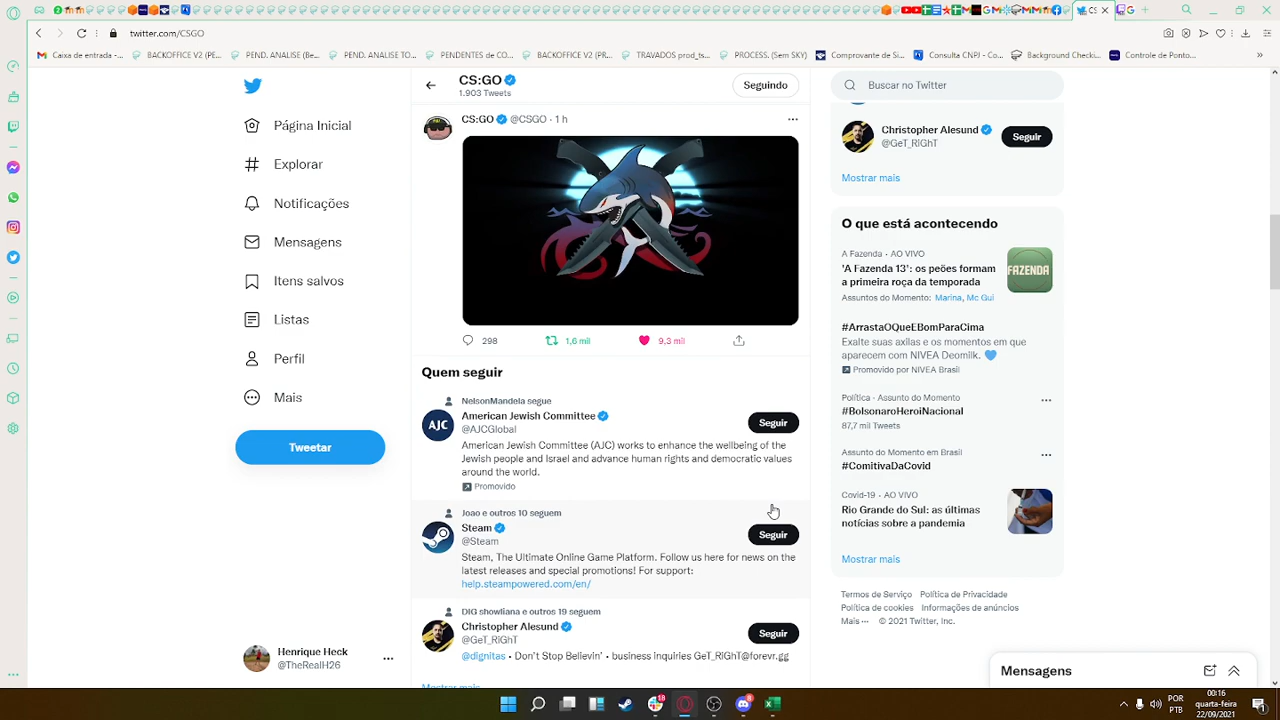 twitter.com/CSGO
Caixa de entrada -...
BACKOFFICE V2 (PE...
PEND. ANALISE (Be...
PEND. ANALISE TO...
PENDENTES de CO...
BACKOFFICE V2 (PR...
TRAVADOS prod_ts...
PROCESS. (Sem SKY)
Comprovante de Si...
Consulta CNPJ - Co...
Background Checki...
Controle de Ponto...
CS:GO
1.903 Tweets
Seguindo
Buscar no Twitter
Página Inicial
Explorar
Notificações
Mensagens
Itens salvos
Listas
Perfil
Mais
Tweetar
Henrique Heck
@TheRealH26
CS:GO @CSGO · 1 h
298
1,6 mil
9,3 mil
Quem seguir
NelsonMandela segue
AJC
American Jewish Committee
@AJCGlobal
Seguir
American Jewish Committee (AJC) works to enhance the wellbeing of the
Jewish people and Israel and advance human rights and democratic values
around the world.
Promovido
Joao e outros 10 seguem
Steam
@Steam
Seguir
Steam, The Ultimate Online Game Platform. Follow us here for news on the
latest releases and special promotions! For support:
help.steampowered.com/en/
DIG showliana e outros 19 seguem
Christopher Alesund
@GeT_RIGhT
Seguir
@dignitas • Don't Stop Believin' • business inquiries GeT_RIGhT@forevr.gg
Mostrar mais
Christopher Alesund
@GeT_RIGhT
Seguir
Mostrar mais
O que está acontecendo
A Fazenda · AO VIVO
'A Fazenda 13': os peões formam
a primeira roça da temporada
FAZENDA
Assuntos do Momento: Marina, Mc Gui
#ArrastaOQueEBomParaCima
Exalte suas axilas e os momentos em que
aparecem com NIVEA Deomilk.
Promovido por NIVEA Brasil
Política · Assunto do Momento
#BolsonaroHeroiNacional
87,7 mil Tweets
Assunto do Momento em Brasil
#ComitivaDaCovid
Covid-19 · AO VIVO
Rio Grande do Sul: as últimas
notícias sobre a pandemia
Mostrar mais
Termos de Serviço Política de Privacidade
Política de cookies Informações de anúncios
Mais ··· © 2021 Twitter, Inc.
Mensagens
18
8
POR
PTB
00:16
quarta-feira
22/09/2021
1